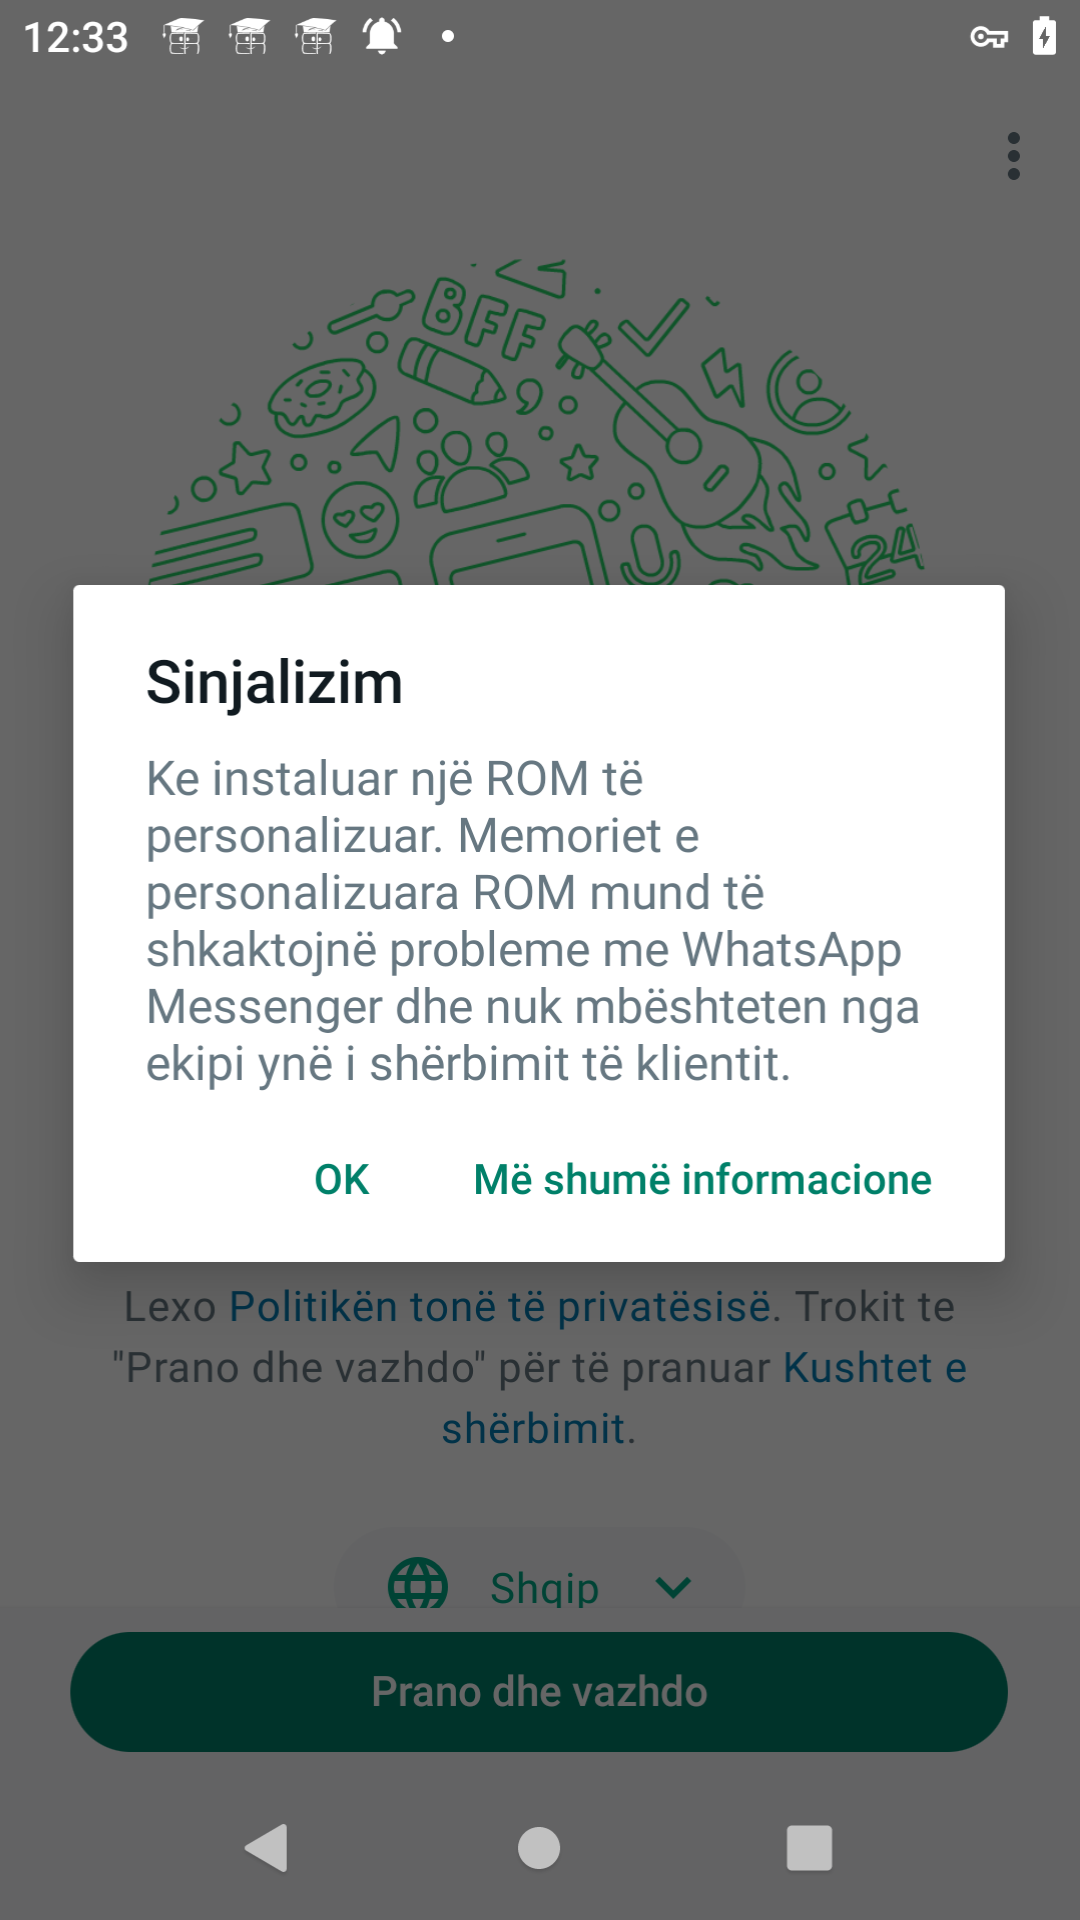 12:33
BFF
24
Sinjalizim
Ke instaluar një ROM të
personalizuar. Memoriet e
personalizuara ROM mund të
shkaktojnë probleme me WhatsApp
Messenger dhe nuk mbështeten nga
ekipi ynë i shërbimit të klientit.
OK Më shumë informacione
Lexo Politikën tonë të privatësisë. Trokit te
"Prano dhe vazhdo" për të pranuar Kushtet e
shërbimit.
Shqip
Prano dhe vazhdo